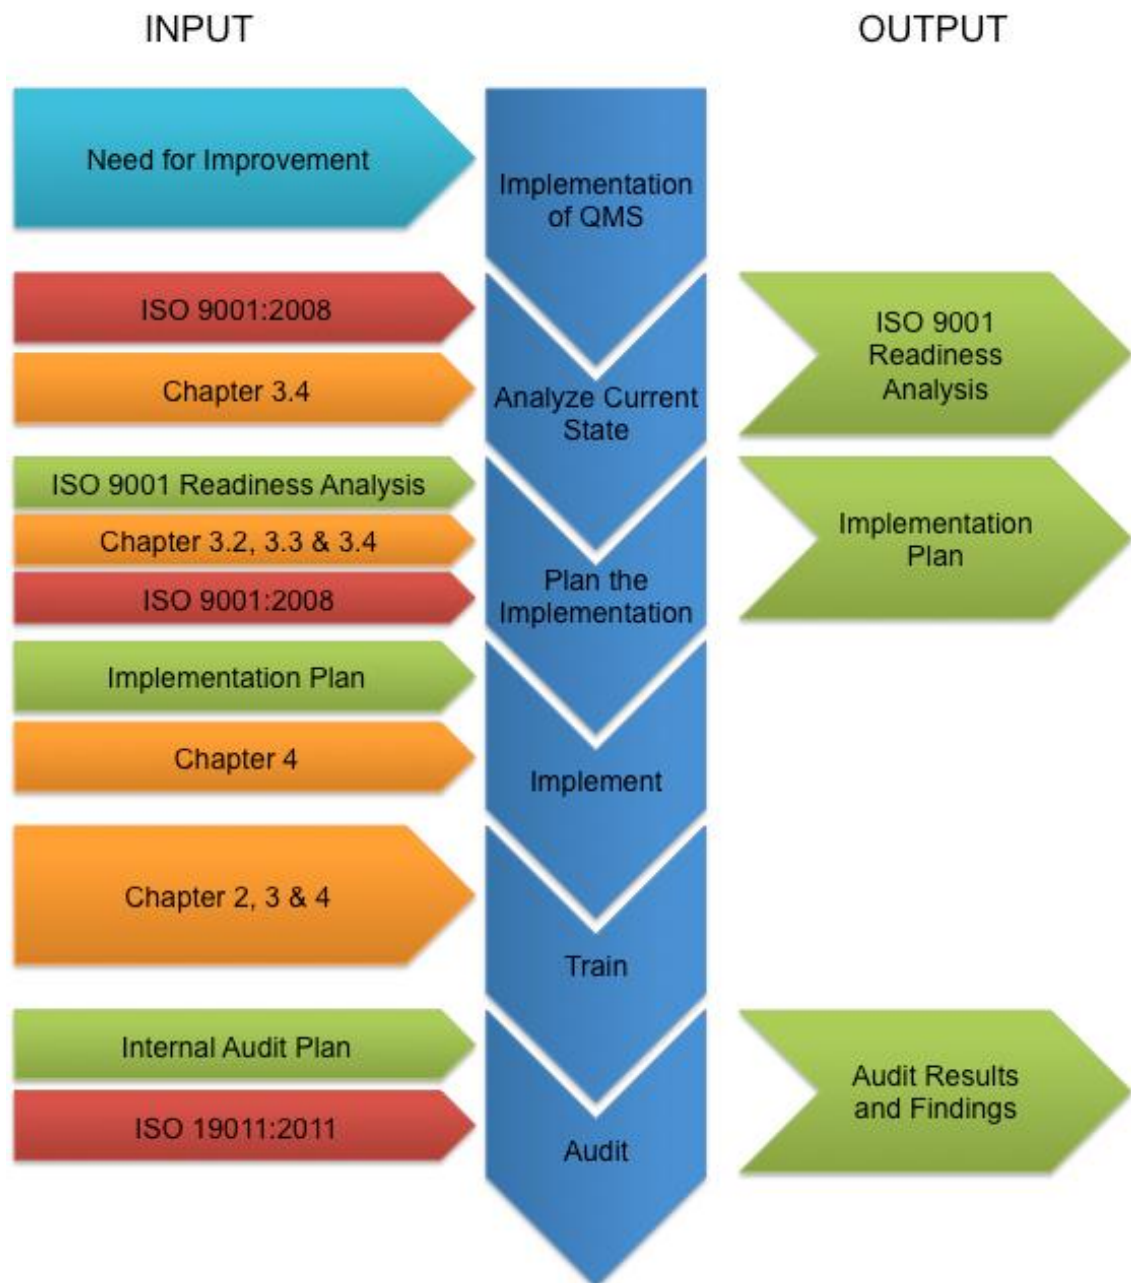 INPUT
OUTPUT
Need for Improvement
Implementation
of QMS
ISO 9001:2008
Chapter 3.4
Analyze Current
State
ISO 9001
Readiness
Analysis
ISO 9001 Readiness Analysis
Chapter 3.2, 3.3 & 3.4
ISO 9001:2008
Plan the
Implementation
Implementation
Plan
Implementation Plan
Chapter 4
Implement
Chapter 2, 3 & 4
Train
Internal Audit Plan
ISO 19011:2011
Audit
Audit Results
and Findings